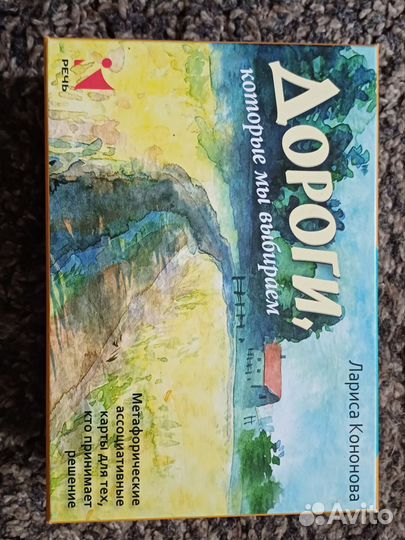 Лариса Кононова
ДОРОГИ,
которые мы выбираем
РЕЧЬ
Метафорические
ассоциативные
карты для тех,
кто принимает
решение
Avito